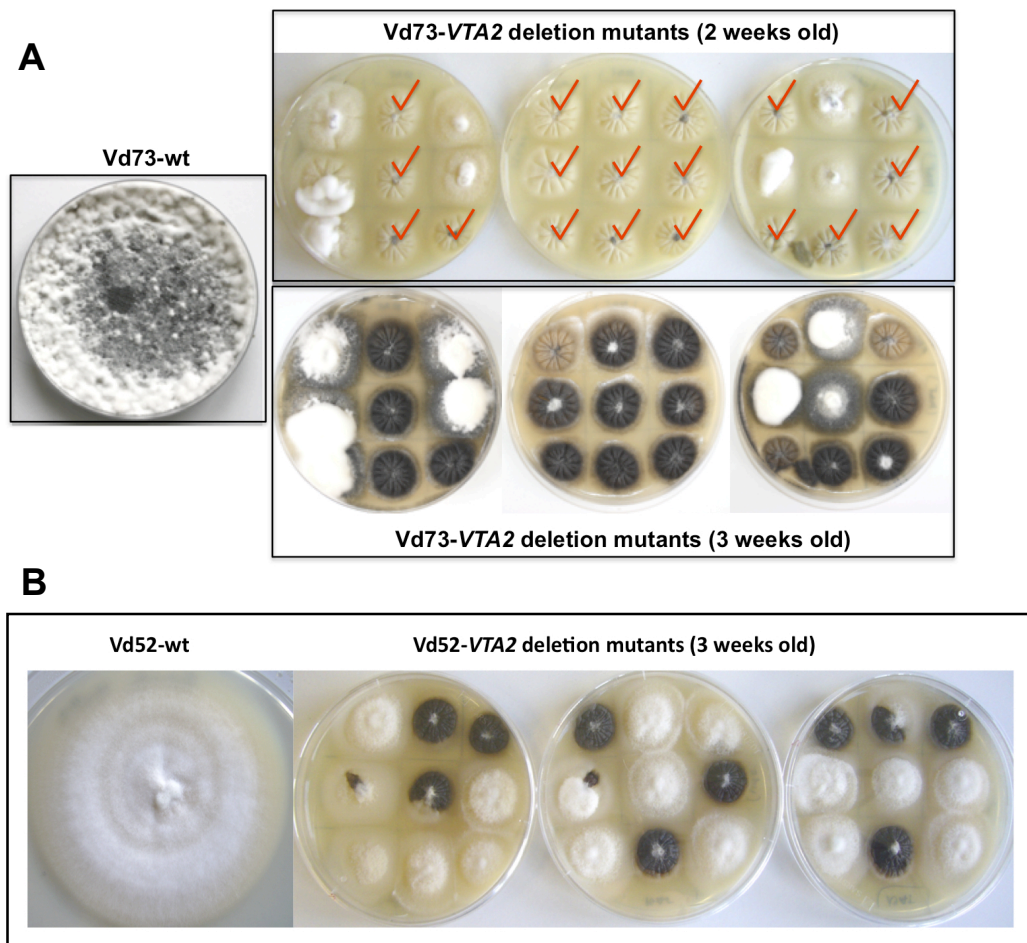 A
Vd73-VTA2 deletion mutants (2 weeks old)
Vd73-wt
Vd73-VTA2 deletion mutants (3 weeks old)
B
Vd52-wt
Vd52-VTA2 deletion mutants (3 weeks old)